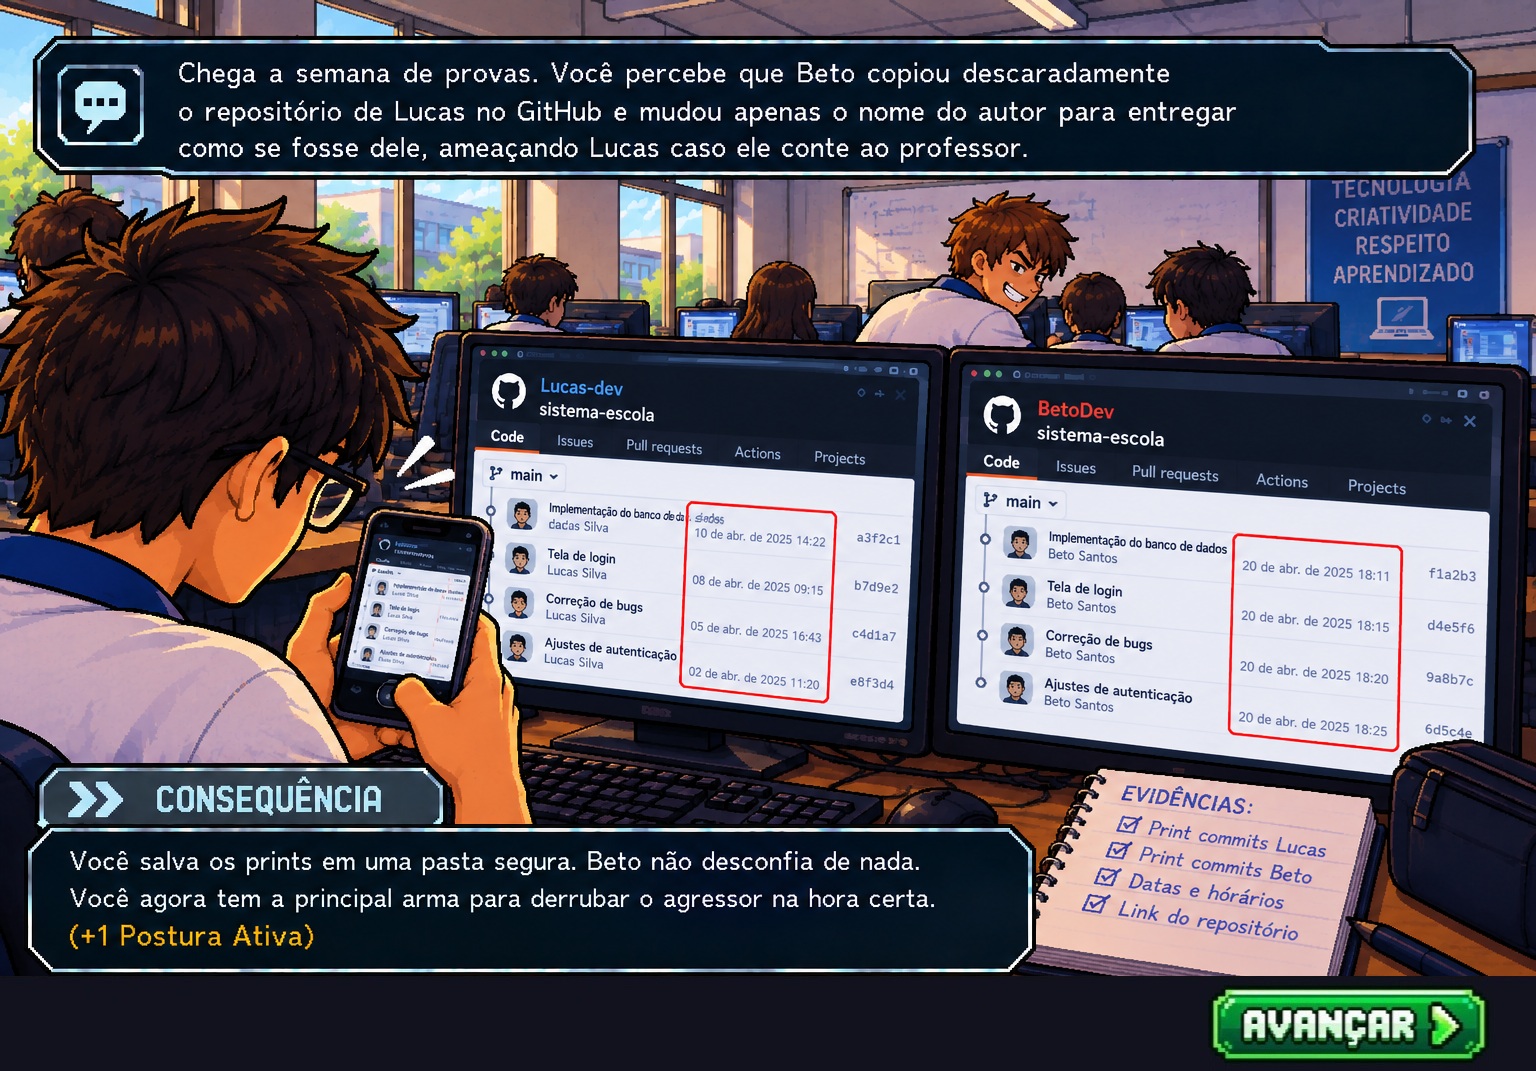 Chega a semana de provas. Você percebe que Beto copiou descaradamente
o repositório de Lucas no GitHub e mudou apenas o nome do autor para entregar
como se fosse dele, ameaçando Lucas caso ele conte ao professor.
TECNOLOGIA
CRIATIVIDADE
RESPEITO
APRENDIZADO
Lucas-dev
sistema-escola
Code Issues Pull requests Actions Projects
main
Implementação do banco de da. dados
dadas Silva 10 de abr. de 2025 14:22 a3f2c1
Tela de login
Lucas Silva 08 de abr. de 2025 09:15 b7d9e2
Correção de bugs
Lucas Silva 05 de abr. de 2025 16:43 c4d1a7
Ajustes de autenticação
Lucas Silva 02 de abr. de 2025 11:20 e8f3d4
BetoDev
sistema-escola
Code Issues Pull requests Actions Projects
main
Implementação do banco de dados
Beto Santos 20 de abr. de 2025 18:11 f1a2b3
Tela de login
Beto Santos 20 de abr. de 2025 18:15 d4e5f6
Correção de bugs
Beto Santos 20 de abr. de 2025 18:20 9a8b7c
Ajustes de autenticação
Beto Santos 20 de abr. de 2025 18:25 6d5c4e
Tela de login
Correção de bugs
CONSEQUÊNCIA
Você salva os prints em uma pasta segura. Beto não desconfia de nada.
Você agora tem a principal arma para derrubar o agressor na hora certa.
(+1 Postura Ativa)
EVIDÊNCIAS:
Print commits Lucas
Print commits Beto
Datas e hórários
Link do repositório
AVANÇAR